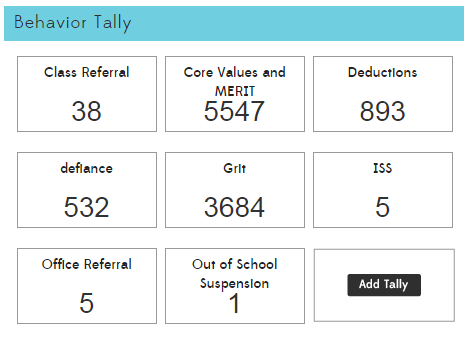 Behavior Tally
Class Referral
38
Core Values and
MERIT
5547
Deductions
893
defiance
532
Grit
3684
ISS
5
Office Referral
5
Out of School
Suspension
1
Add Tally